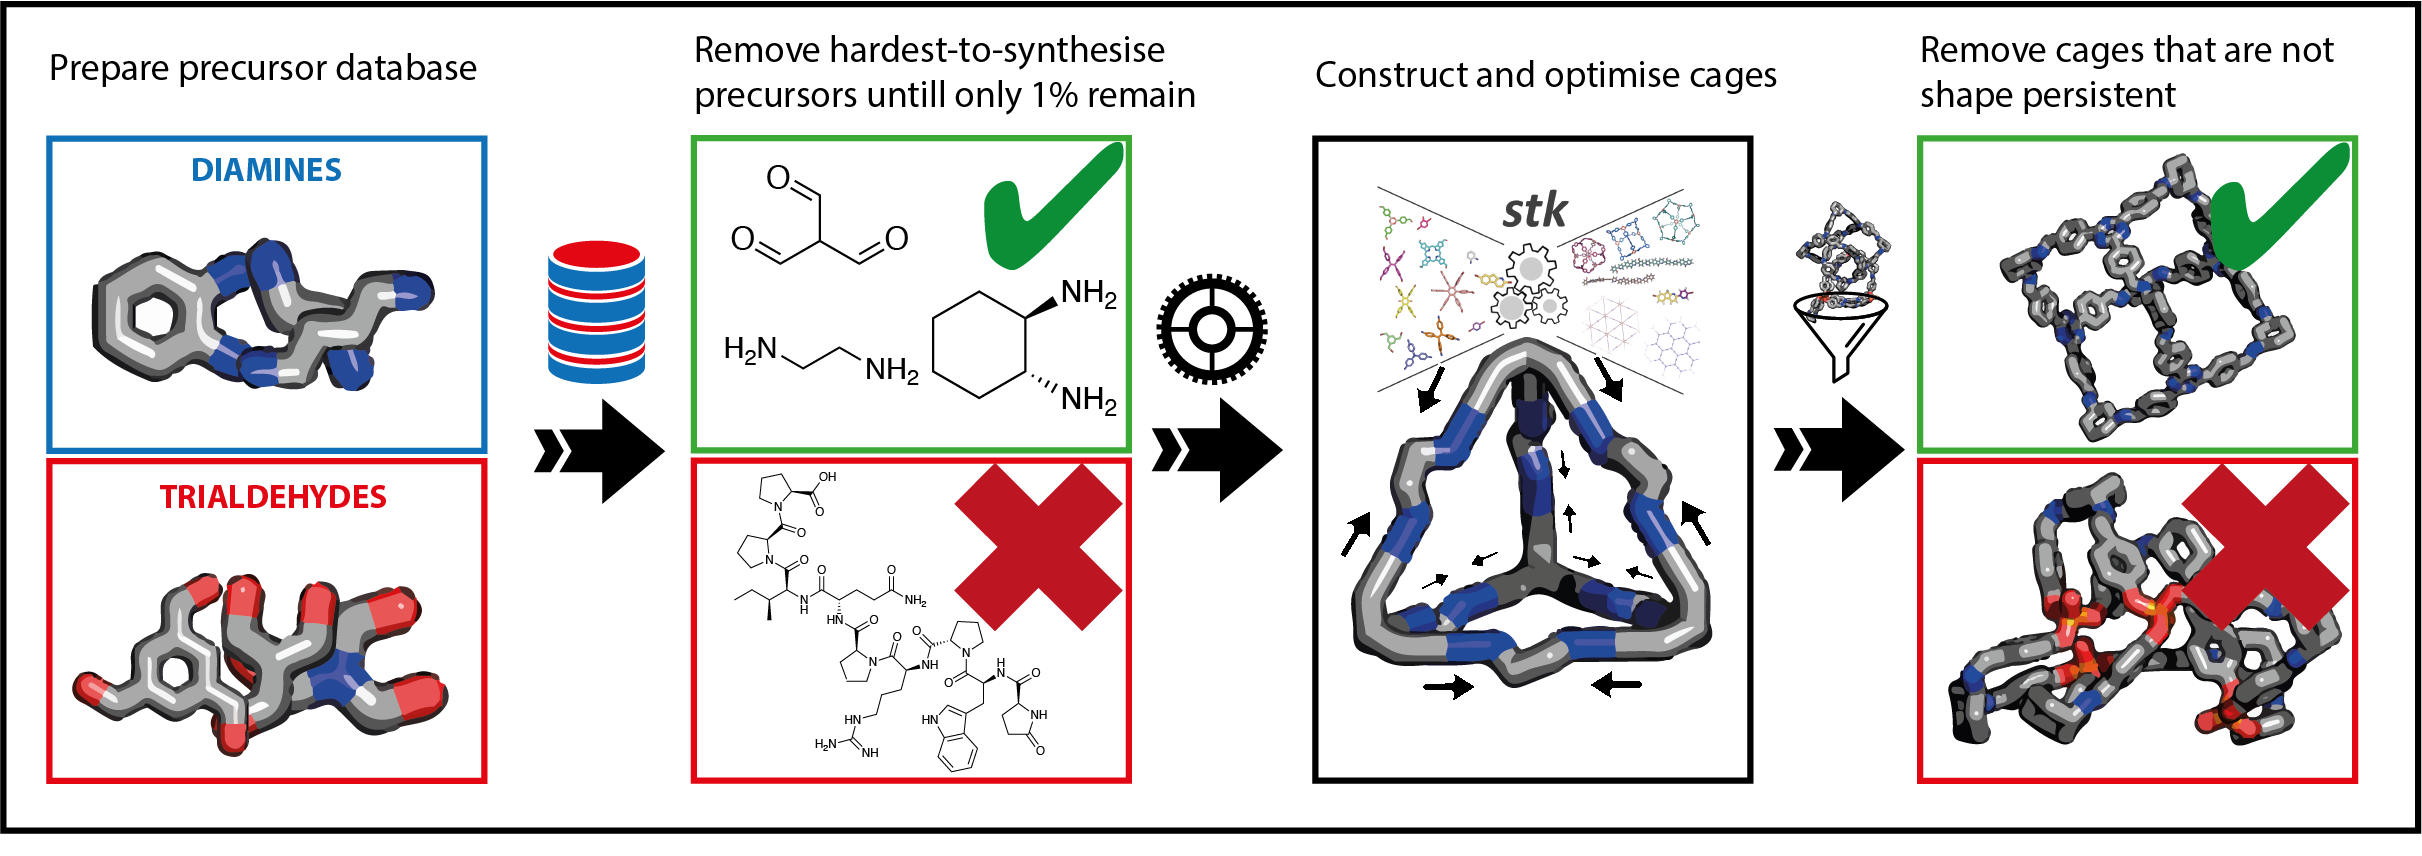 Prepare precursor database
Remove hardest-to-synthesise
precursors untill only 1% remain
Construct and optimise cages
Remove cages that are not
shape persistent
DIAMINES
TRIALDEHYDES
O
O
O
NH2
H2N
NH2
NH2
OH
O
N
O
N
O
O
O
N
H
NH2
HN
O
O
O
N
NH
N
O
H
N
O
HN
HN
NH
O
H2N
NH
stk